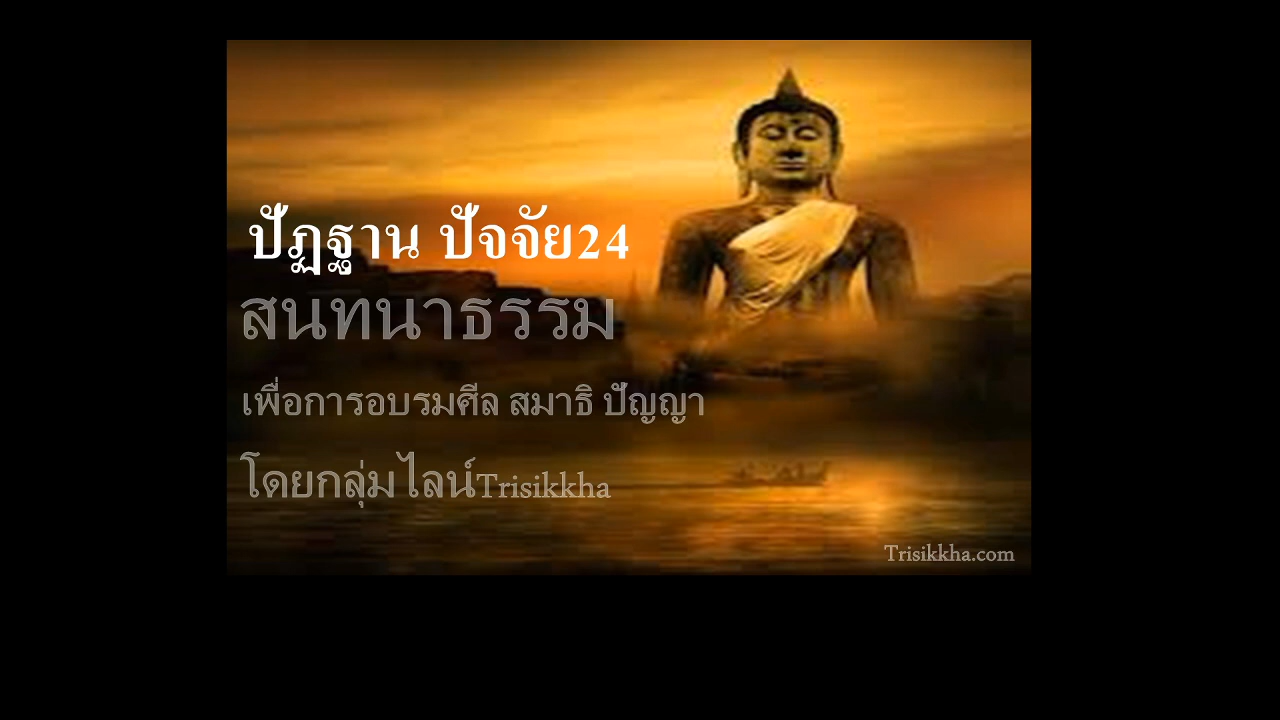 ปัฏฐาน ปัจจัย24
สนทนาธรรม
เพื่อการอบรมศีล สมาธิ ปัญญา
โดยกลุ่มไลน์Trisikkha
Trisikkha.com